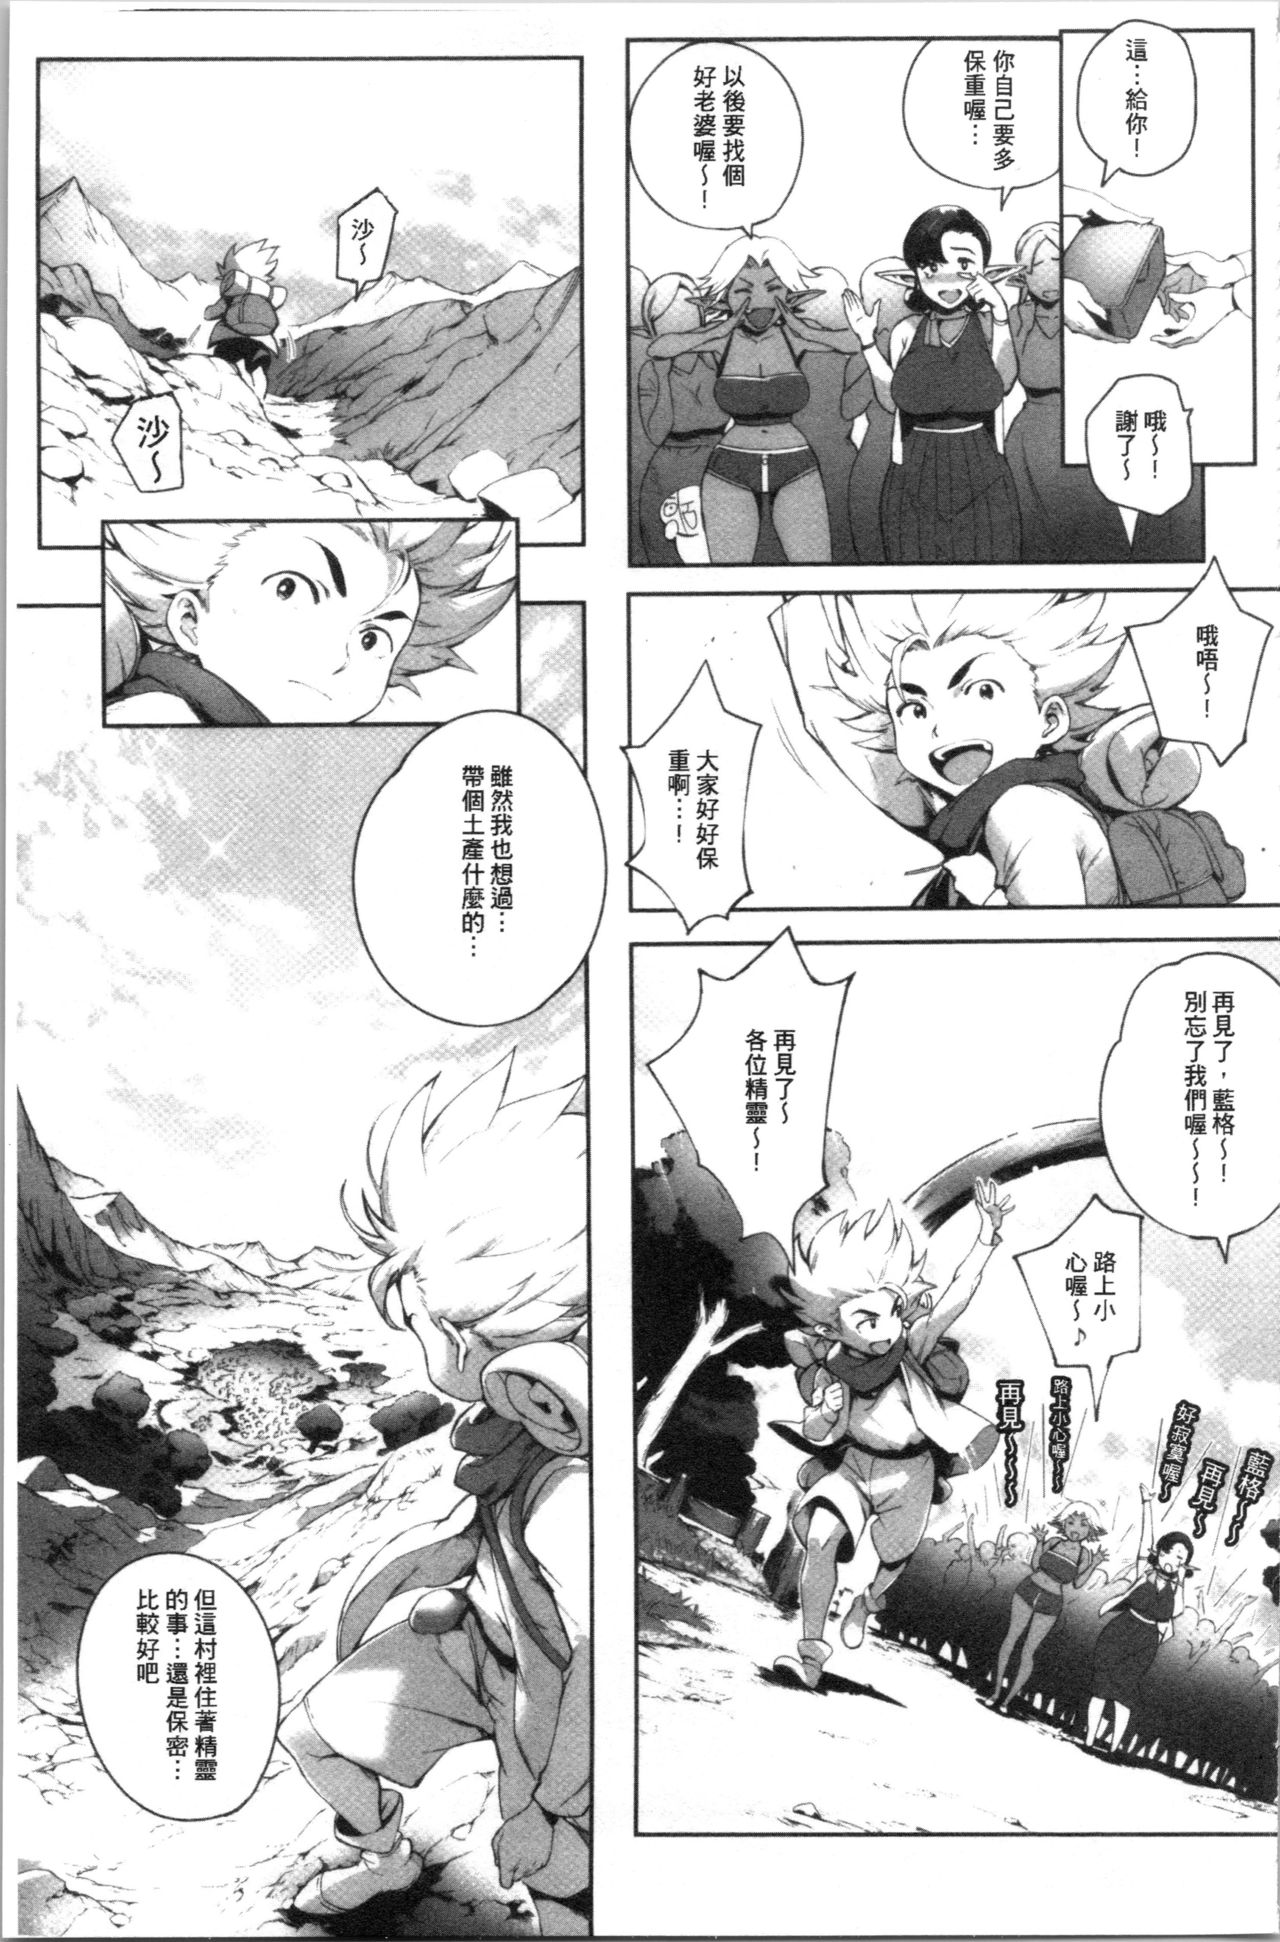 這…給你！
哦～！
謝了～
你自己要多
保重喔…
以後要找個
好老婆喔～！
哦唔～！
大家好好保
重啊…！
再見了，藍格～！
別忘了我們喔～～！
路上小
心喔～♪
再見了～
各位精靈～！
藍格～
再見～
好寂寞喔～
路上小心喔～
再見～～
沙～
沙～
雖然我也想過…
帶個土產什麼的…
但這村裡住著精靈
的事…還是保密…
比較好吧